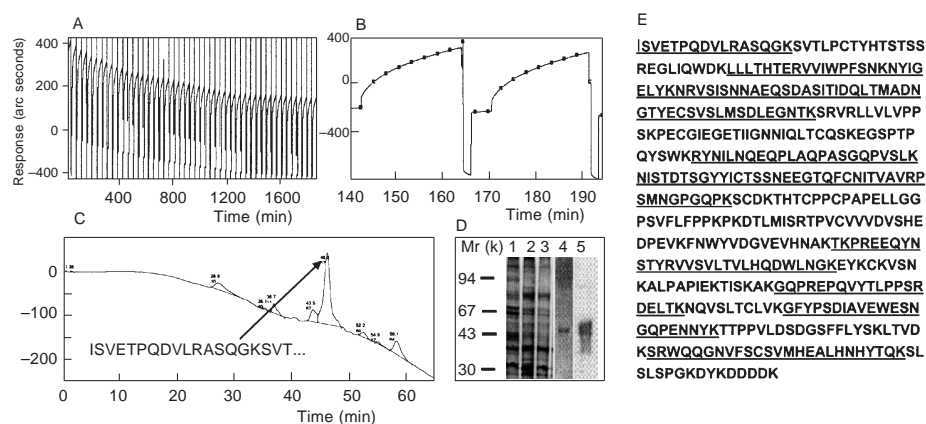 A
B
E
400
200
0
−200
−400
Response (arc seconds)
400 800 1200 1600
Time (min)
400
0
−400
140 150 160 170 180 190
Time (min)
C
0
−100
−200
ISVETPQDVLRASQGKSVT...
0 10 20 30 40 50 60
Time (min)
D
Mr (k) 1 2 3 4 5
94
67
43
30
ISVETPQDVLRASQGKSVTLPCTYHTSTSS
REGLIQWDKLLLTHTERVVIWPFSNKNYIG
ELYKNRVSISNNAEQSDASITIDQLTMADN
GTYECSVSLMSDLEGNTKSRVRLLVLVPP
SKPECGIEGETIIGNNIQLTCQSKEGSPTP
QYSWKRYNILNQEQPLAQPASGQPVSLK
NISTDTSGYYICTSSNEEGTQFCNITVAVRP
SMNGPGQPKSCDKTHTCPPCPAPELLGG
PSVFLFPPKPKDTLMISRTPVCVVVDVSHE
DPEVKFNWYVDGVEVHNAKTKPREEQYN
STYRVVSVLTVLHQDWLNGKEYKCKVSN
KALPAPIEKTISKAKGQPREPQVYTLPPSR
DELTKNQVSLTCLVKGFYPSDIAVEWESN
GQPENNYKTTPPVLDSDGSFFLYSKLTVD
KSRWQQGNVFSCSVMHEALHNHYTQKSL
SLSPGKDYKDDDDK